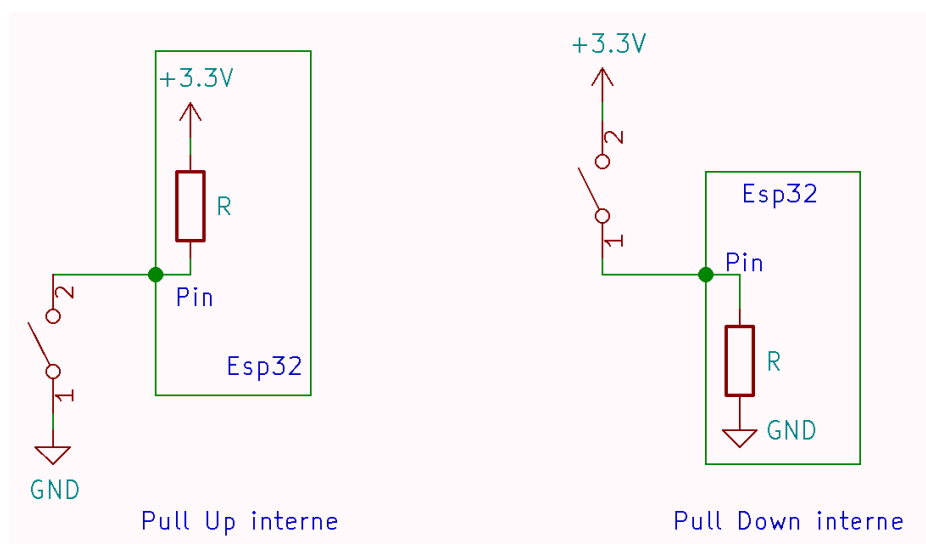 +3.3V
R
Pin
Esp32
2
1
GND
Pull Up interne
+3.3V
2
1
Esp32
Pin
R
GND
Pull Down interne